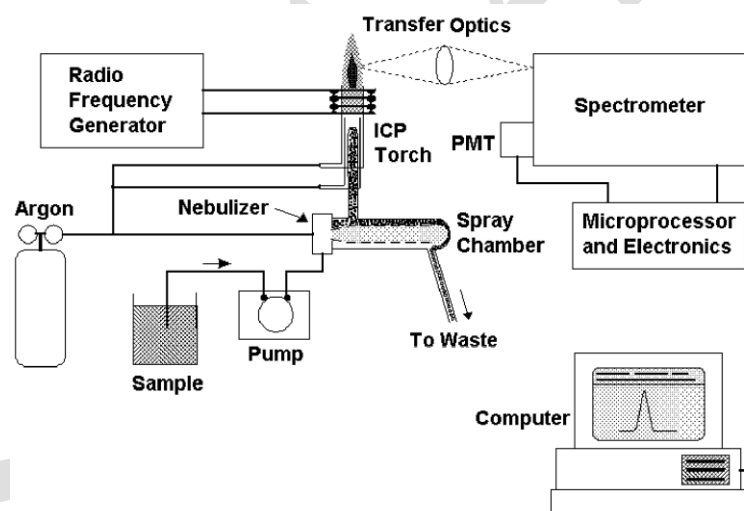 Transfer Optics
Radio
Frequency
Generator
ICP
Torch
PMT
Spectrometer
Argon
Nebulizer
Spray
Chamber
Microprocessor
and Electronics
Pump
To Waste
Sample
Computer